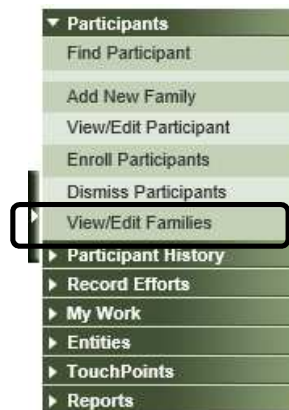 Participants
Find Participant
Add New Family
View/Edit Participant
Enroll Participants
Dismiss Participants
View/Edit Families
Participant History
Record Efforts
My Work
Entities
TouchPoints
Reports